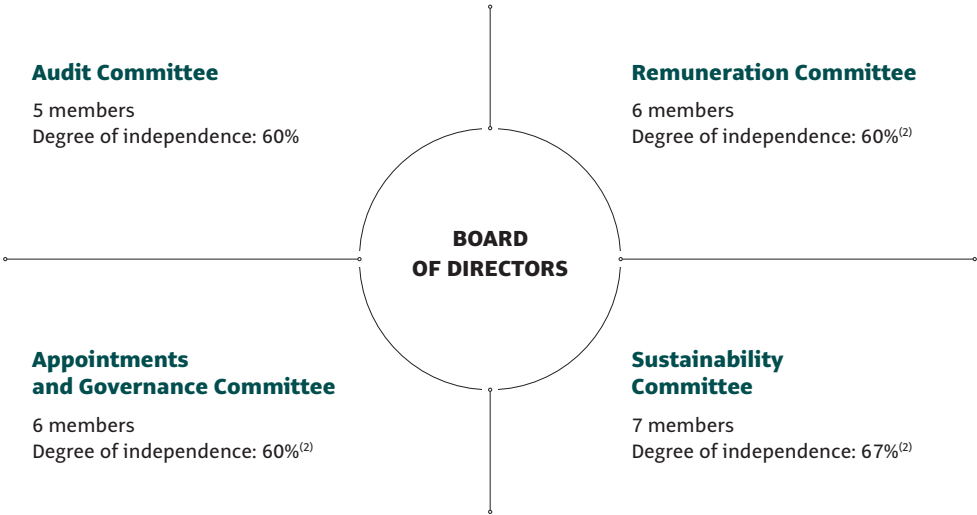 Audit Committee
5 members
Degree of independence: 60%
Remuneration Committee
6 members
Degree of independence: 60%(2)
BOARD
OF DIRECTORS
Appointments
and Governance Committee
6 members
Degree of independence: 60%(2)
Sustainability
Committee
7 members
Degree of independence: 67%(2)